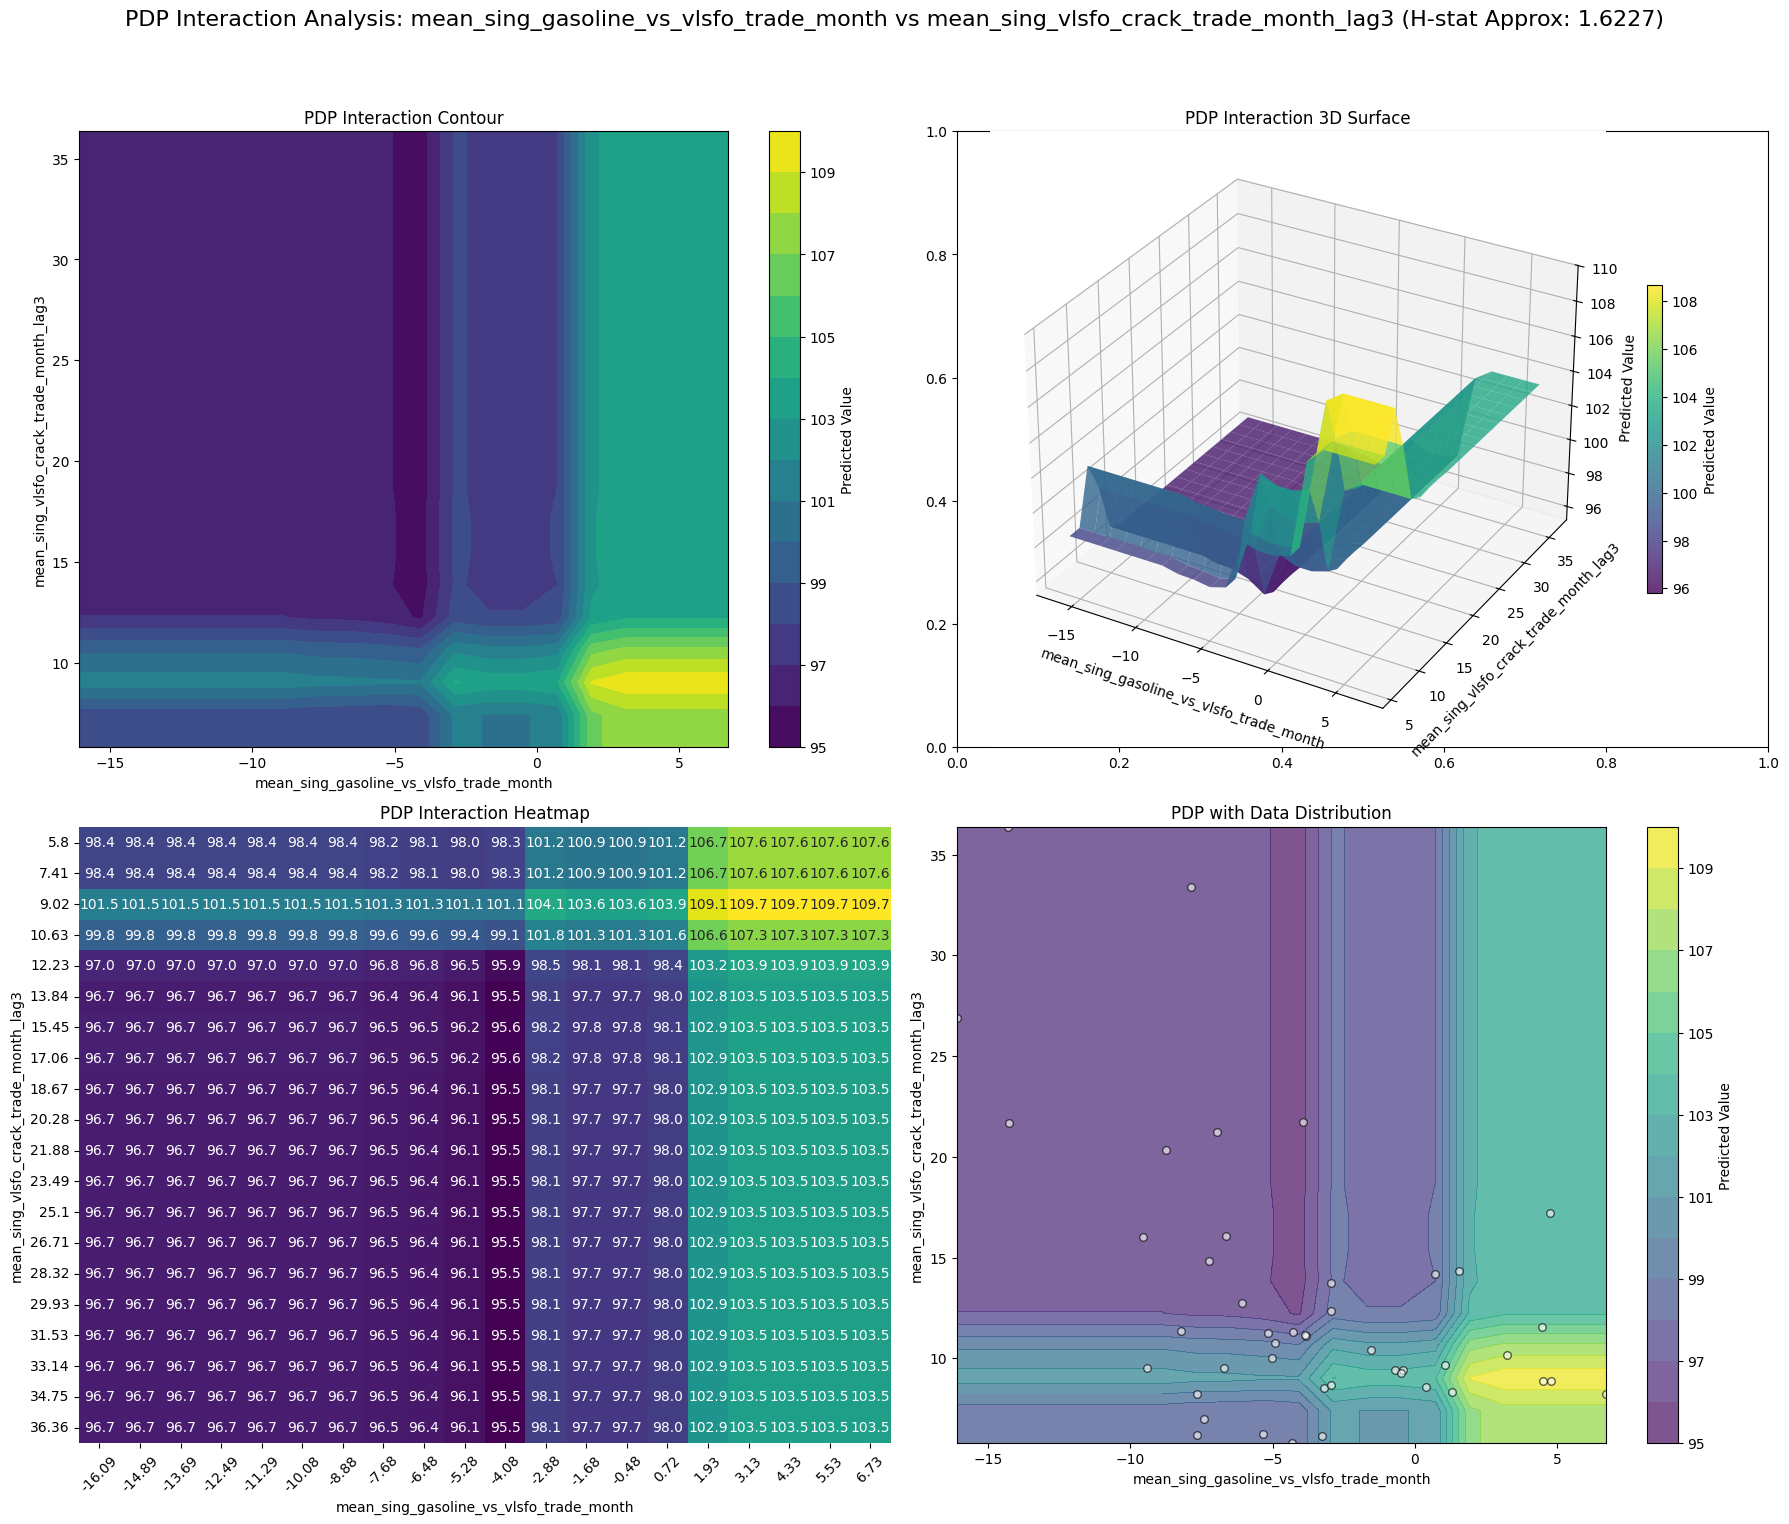 PDP Interaction Analysis: mean_sing_gasoline_vs_vlsfo_trade_month vs mean_sing_vlsfo_crack_trade_month_lag3 (H-stat Approx: 1.6227)
PDP Interaction Contour
mean_sing_vlsfo_crack_trade_month_lag3
35
30
25
20
15
10
−15 −10 −5 0 5
mean_sing_gasoline_vs_vlsfo_trade_month
109
107
105
103
101
99
97
95
Predicted Value
PDP Interaction 3D Surface
1.0
0.8
0.6
0.4
0.2
0.0
0.0 0.2 0.4 0.6 0.8 1.0
−15
−10
−5
0
5
mean_sing_gasoline_vs_vlsfo_trade_month
5
10
15
20
25
30
35
mean_sing_vlsfo_crack_trade_month_lag3
110
108
106
104
102
100
98
96
Predicted Value
108
106
104
102
100
98
96
Predicted Value
PDP Interaction Heatmap
mean_sing_vlsfo_crack_trade_month_lag3
5.8 98.4 98.4 98.4 98.4 98.4 98.4 98.4 98.2 98.1 98.0 98.3 101.2 100.9 100.9 101.2 106.7 107.6 107.6 107.6 107.6
7.41 98.4 98.4 98.4 98.4 98.4 98.4 98.4 98.2 98.1 98.0 98.3 101.2 100.9 100.9 101.2 106.7 107.6 107.6 107.6 107.6
9.02 101.5 101.5 101.5 101.5 101.5 101.5 101.5 101.3 101.3 101.1 101.1 104.1 103.6 103.6 103.9 109.1 109.7 109.7 109.7 109.7
10.63 99.8 99.8 99.8 99.8 99.8 99.8 99.8 99.6 99.6 99.4 99.1 101.8 101.3 101.3 101.6 106.6 107.3 107.3 107.3 107.3
12.23 97.0 97.0 97.0 97.0 97.0 97.0 97.0 96.8 96.8 96.5 95.9 98.5 98.1 98.1 98.4 103.2 103.9 103.9 103.9 103.9
13.84 96.7 96.7 96.7 96.7 96.7 96.7 96.7 96.4 96.4 96.1 95.5 98.1 97.7 97.7 98.0 102.8 103.5 103.5 103.5 103.5
15.45 96.7 96.7 96.7 96.7 96.7 96.7 96.7 96.5 96.5 96.2 95.6 98.2 97.8 97.8 98.1 102.9 103.5 103.5 103.5 103.5
17.06 96.7 96.7 96.7 96.7 96.7 96.7 96.7 96.5 96.5 96.2 95.6 98.2 97.8 97.8 98.1 102.9 103.5 103.5 103.5 103.5
18.67 96.7 96.7 96.7 96.7 96.7 96.7 96.7 96.5 96.4 96.1 95.5 98.1 97.7 97.7 98.0 102.9 103.5 103.5 103.5 103.5
20.28 96.7 96.7 96.7 96.7 96.7 96.7 96.7 96.5 96.4 96.1 95.5 98.1 97.7 97.7 98.0 102.9 103.5 103.5 103.5 103.5
21.88 96.7 96.7 96.7 96.7 96.7 96.7 96.7 96.5 96.4 96.1 95.5 98.1 97.7 97.7 98.0 102.9 103.5 103.5 103.5 103.5
23.49 96.7 96.7 96.7 96.7 96.7 96.7 96.7 96.5 96.4 96.1 95.5 98.1 97.7 97.7 98.0 102.9 103.5 103.5 103.5 103.5
25.1 96.7 96.7 96.7 96.7 96.7 96.7 96.7 96.5 96.4 96.1 95.5 98.1 97.7 97.7 98.0 102.9 103.5 103.5 103.5 103.5
26.71 96.7 96.7 96.7 96.7 96.7 96.7 96.7 96.5 96.4 96.1 95.5 98.1 97.7 97.7 98.0 102.9 103.5 103.5 103.5 103.5
28.32 96.7 96.7 96.7 96.7 96.7 96.7 96.7 96.5 96.4 96.1 95.5 98.1 97.7 97.7 98.0 102.9 103.5 103.5 103.5 103.5
29.93 96.7 96.7 96.7 96.7 96.7 96.7 96.7 96.5 96.4 96.1 95.5 98.1 97.7 97.7 98.0 102.9 103.5 103.5 103.5 103.5
31.53 96.7 96.7 96.7 96.7 96.7 96.7 96.7 96.5 96.4 96.1 95.5 98.1 97.7 97.7 98.0 102.9 103.5 103.5 103.5 103.5
33.14 96.7 96.7 96.7 96.7 96.7 96.7 96.7 96.5 96.4 96.1 95.5 98.1 97.7 97.7 98.0 102.9 103.5 103.5 103.5 103.5
34.75 96.7 96.7 96.7 96.7 96.7 96.7 96.7 96.5 96.4 96.1 95.5 98.1 97.7 97.7 98.0 102.9 103.5 103.5 103.5 103.5
36.36 96.7 96.7 96.7 96.7 96.7 96.7 96.7 96.5 96.4 96.1 95.5 98.1 97.7 97.7 98.0 102.9 103.5 103.5 103.5 103.5
-16.09 -14.89 -13.69 -12.49 -11.29 -10.08 -8.88 -7.68 -6.48 -5.28 -4.08 -2.88 -1.68 -0.48 0.72 1.93 3.13 4.33 5.53 6.73
mean_sing_gasoline_vs_vlsfo_trade_month
PDP with Data Distribution
mean_sing_vlsfo_crack_trade_month_lag3
35
30
25
20
15
10
−15 −10 −5 0 5
mean_sing_gasoline_vs_vlsfo_trade_month
109
107
105
103
101
99
97
95
Predicted Value